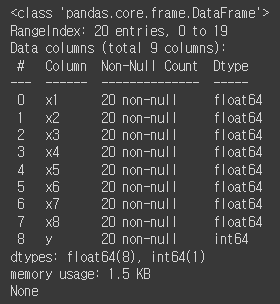 <class 'pandas.core.frame.DataFrame'>
RangeIndex: 20 entries, 0 to 19
Data columns (total 9 columns):
 #   Column  Non-Null Count  Dtype
---  ------  --------------  -----
 0   x1      20 non-null     float64
 1   x2      20 non-null     float64
 2   x3      20 non-null     float64
 3   x4      20 non-null     float64
 4   x5      20 non-null     float64
 5   x6      20 non-null     float64
 6   x7      20 non-null     float64
 7   x8      20 non-null     float64
 8   y       20 non-null     int64
dtypes: float64(8), int64(1)
memory usage: 1.5 KB
None